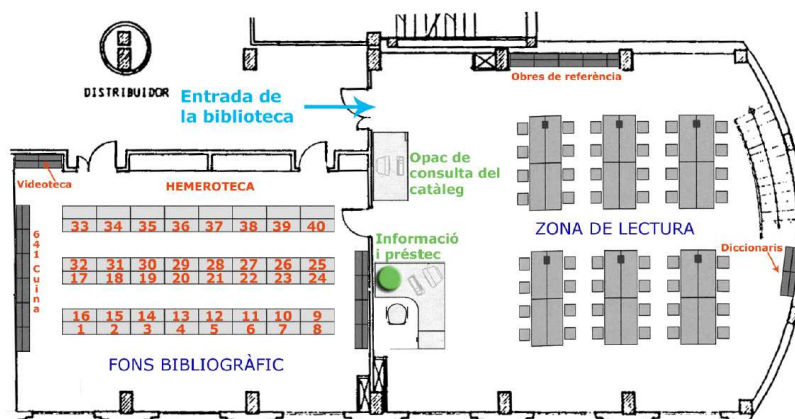 DISTRIBUIDOR
Entrada de
la biblioteca
Obres de referència
Opac de
consulta del
catàleg
Videoteca
HEMEROTECA
ZONA DE LECTURA
Informació
i préstec
Diccionaris
641 Cuina
33 34 35 36 37 38 39 40
32 31 30 29 28 27 26 25
17 18 19 20 21 22 23 24
16 15 14 13 12 11 10 9
1 2 3 4 5 6 7 8
FONS BIBLIOGRÀFIC